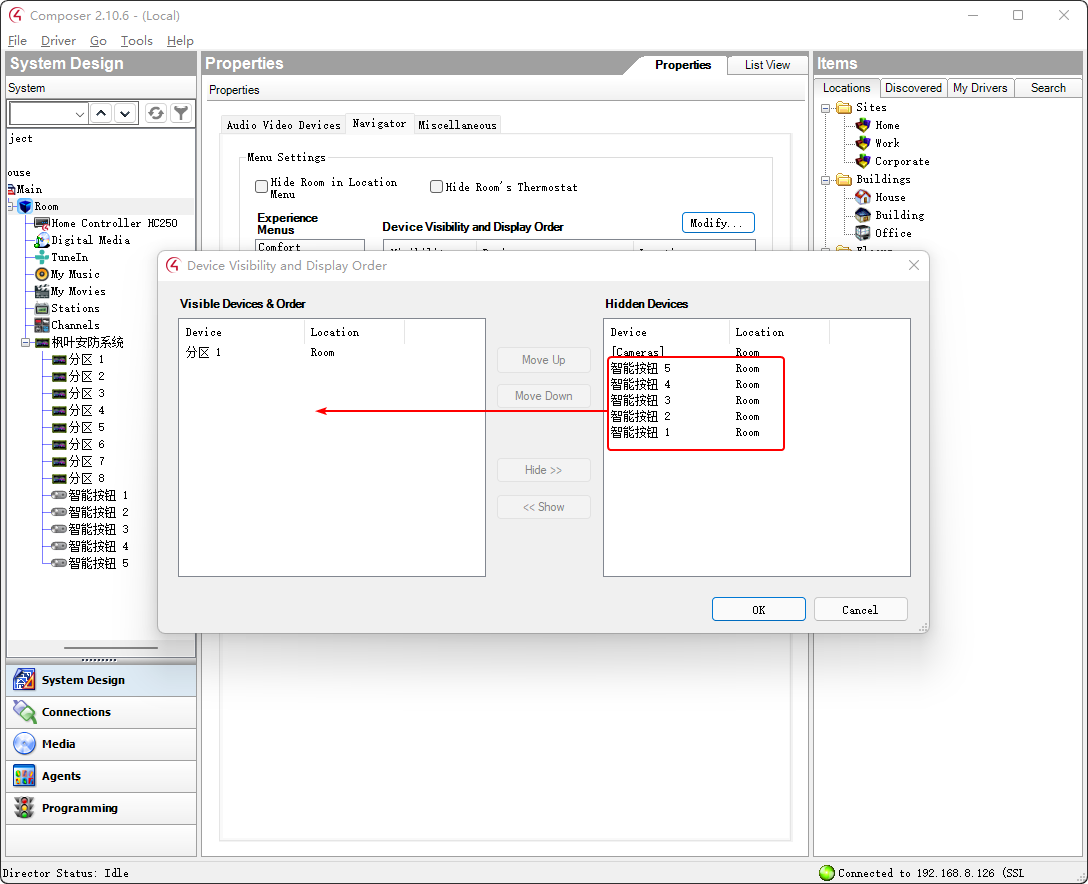 Composer 2.10.6 - (Local)
File Driver Go Tools Help
System Design
System
ject
ouse
Main
Room
Home Controller HC250
Digital Media
TuneIn
My Music
My Movies
Stations
Channels
枫叶安防系统
分区 1
分区 2
分区 3
分区 4
分区 5
分区 6
分区 7
分区 8
智能按钮 1
智能按钮 2
智能按钮 3
智能按钮 4
智能按钮 5
System Design
Connections
Media
Agents
Programming
Properties
Properties List View
Properties
Audio Video Devices Navigator Miscellaneous
Menu Settings
Hide Room in Location
Menu
Hide Room's Thermostat
Experience
Menus
Device Visibility and Display Order
Modify...
Comfort
Device Visibility and Display Order
Visible Devices & Order
Device Location
分区 1 Room
Move Up
Move Down
Hide >>
<< Show
Hidden Devices
Device Location
[Cameras] Room
智能按钮 5 Room
智能按钮 4 Room
智能按钮 3 Room
智能按钮 2 Room
智能按钮 1 Room
OK Cancel
Items
Locations Discovered My Drivers Search
Sites
Home
Work
Corporate
Buildings
House
Building
Office
Director Status: Idle
Connected to 192.168.8.126 (SSL